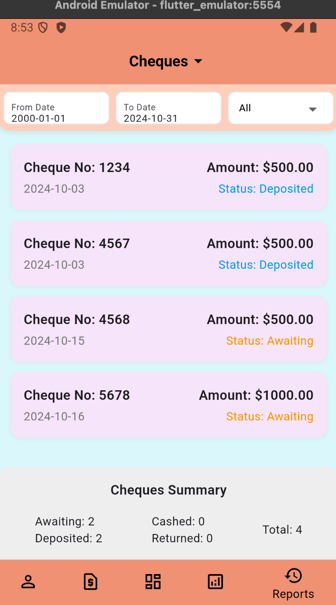 Android Emulator - flutter_emulator:5554
8:53
Cheques
From Date
2000-01-01
To Date
2024-10-31
All
Cheque No: 1234
Amount: $500.00
2024-10-03
Status: Deposited
Cheque No: 4567
Amount: $500.00
2024-10-03
Status: Deposited
Cheque No: 4568
Amount: $500.00
2024-10-15
Status: Awaiting
Cheque No: 5678
Amount: $1000.00
2024-10-16
Status: Awaiting
Cheques Summary
Awaiting: 2
Cashed: 0
Deposited: 2
Returned: 0
Total: 4
Reports